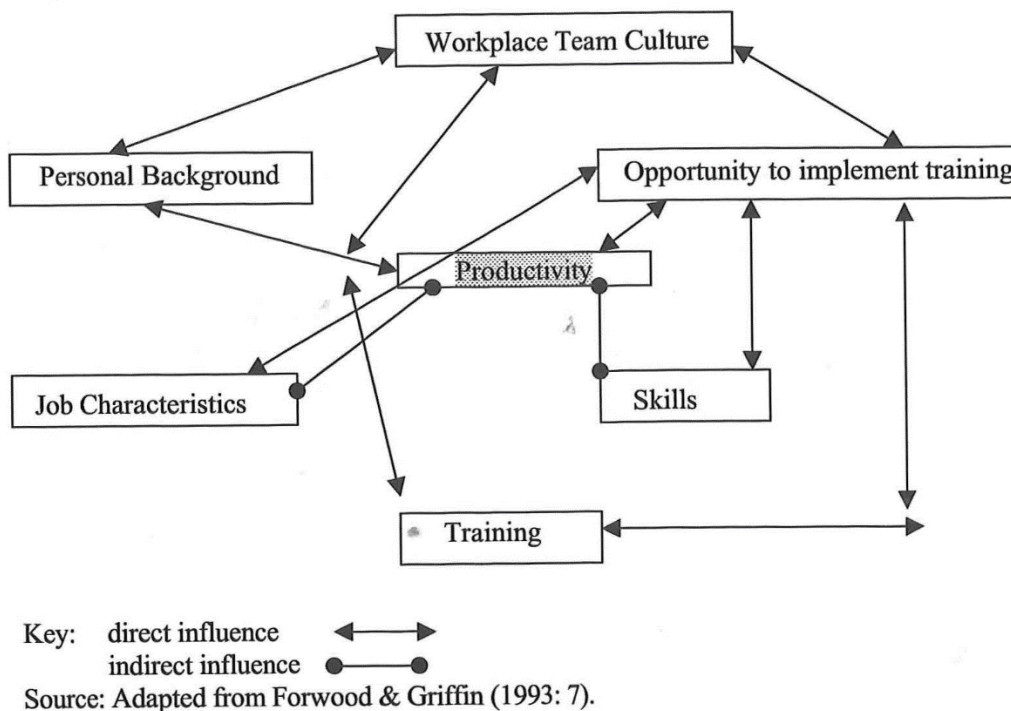 Workplace Team Culture
Personal Background
Opportunity to implement training
Productivity
Job Characteristics
Skills
Training
Key: direct influence
indirect influence
Source: Adapted from Forwood & Griffin (1993: 7).